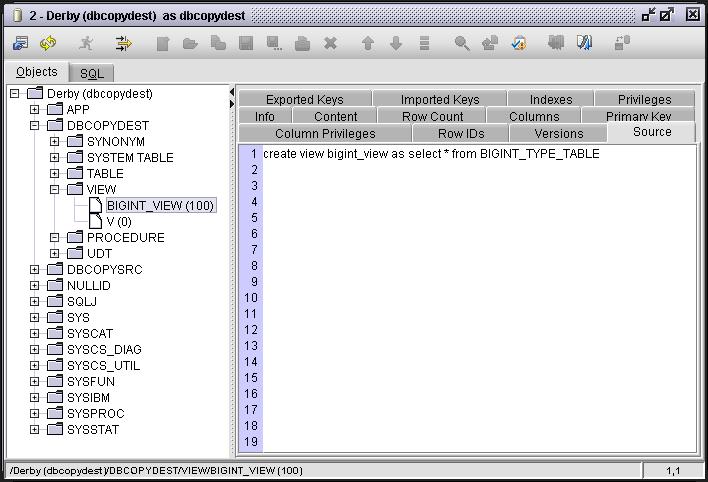 2 - Derby (dbcopydest)  as dbcopydest
Objects
SQL
Derby (dbcopydest)
APP
DBCOPYDEST
SYNONYM
SYSTEM TABLE
TABLE
VIEW
BIGINT_VIEW (100)
V (0)
PROCEDURE
UDT
DBCOPYSRC
NULLID
SQLJ
SYS
SYSCAT
SYSCS_DIAG
SYSCS_UTIL
SYSFUN
SYSIBM
SYSPROC
SYSSTAT
Exported Keys Imported Keys Indexes Privileges
Info Content Row Count Columns Primary Key
Column Privileges Row IDs Versions Source
1 create view bigint_view as select * from BIGINT_TYPE_TABLE
2
3
4
5
6
7
8
9
10
11
12
13
14
15
16
17
18
19
/Derby (dbcopydest)/DBCOPYDEST/VIEW/BIGINT_VIEW (100) 1,1